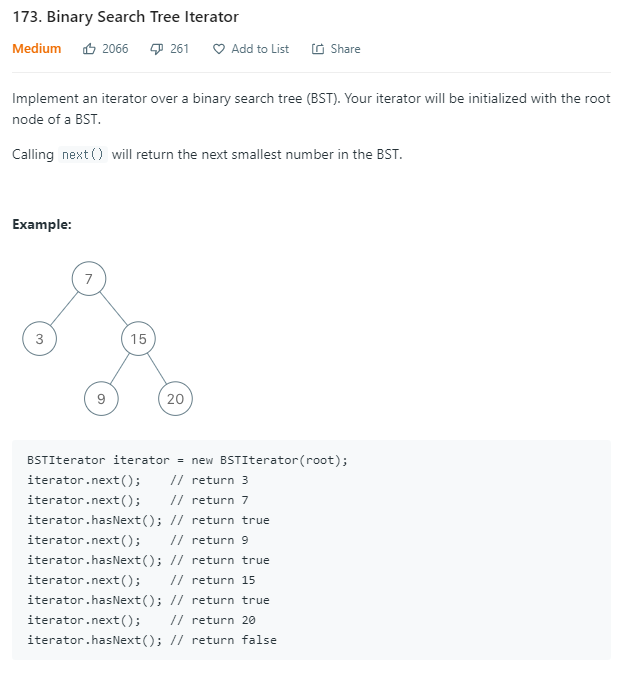 173. Binary Search Tree Iterator
Medium 2066 261 Add to List Share
Implement an iterator over a binary search tree (BST). Your iterator will be initialized with the root
node of a BST.
Calling next() will return the next smallest number in the BST.
Example:
7
3 15
9 20
BSTIterator iterator = new BSTIterator(root);
iterator.next();    // return 3
iterator.next();    // return 7
iterator.hasNext(); // return true
iterator.next();    // return 9
iterator.hasNext(); // return true
iterator.next();    // return 15
iterator.hasNext(); // return true
iterator.next();    // return 20
iterator.hasNext(); // return false